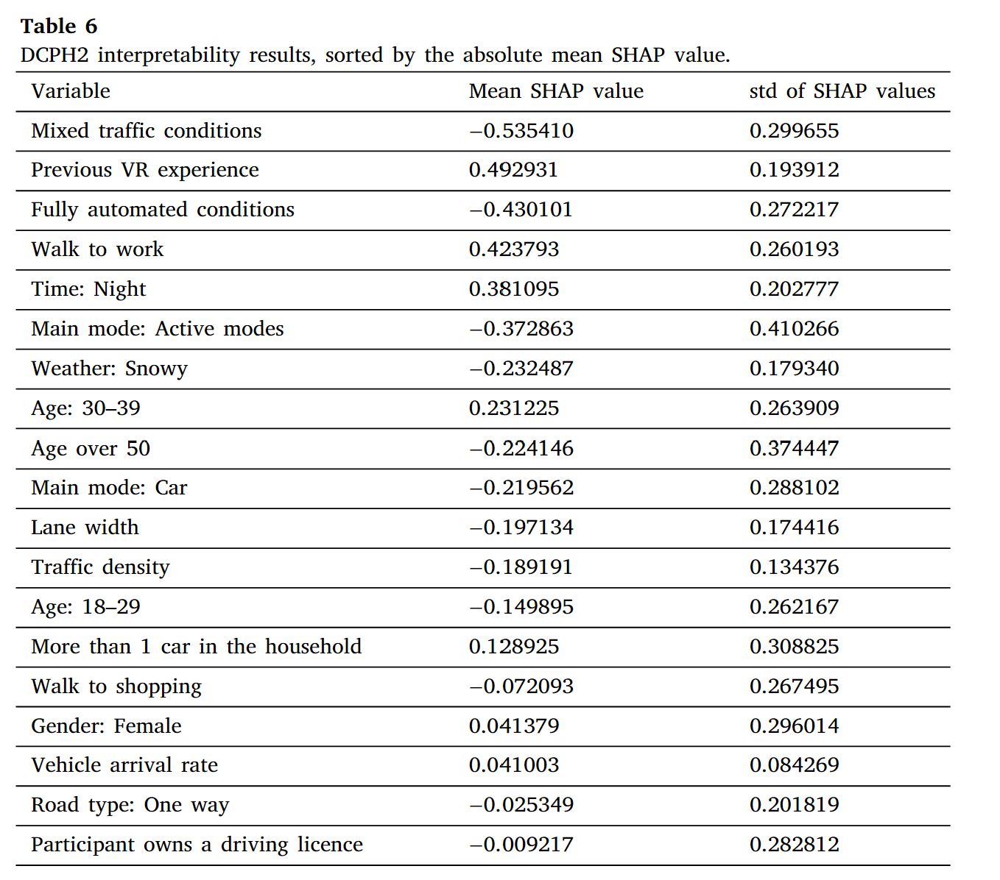 Table 6
DCPH2 interpretability results, sorted by the absolute mean SHAP value.
Variable Mean SHAP value std of SHAP values
Mixed traffic conditions −0.535410 0.299655
Previous VR experience 0.492931 0.193912
Fully automated conditions −0.430101 0.272217
Walk to work 0.423793 0.260193
Time: Night 0.381095 0.202777
Main mode: Active modes −0.372863 0.410266
Weather: Snowy −0.232487 0.179340
Age: 30–39 0.231225 0.263909
Age over 50 −0.224146 0.374447
Main mode: Car −0.219562 0.288102
Lane width −0.197134 0.174416
Traffic density −0.189191 0.134376
Age: 18–29 −0.149895 0.262167
More than 1 car in the household 0.128925 0.308825
Walk to shopping −0.072093 0.267495
Gender: Female 0.041379 0.296014
Vehicle arrival rate 0.041003 0.084269
Road type: One way −0.025349 0.201819
Participant owns a driving licence −0.009217 0.282812